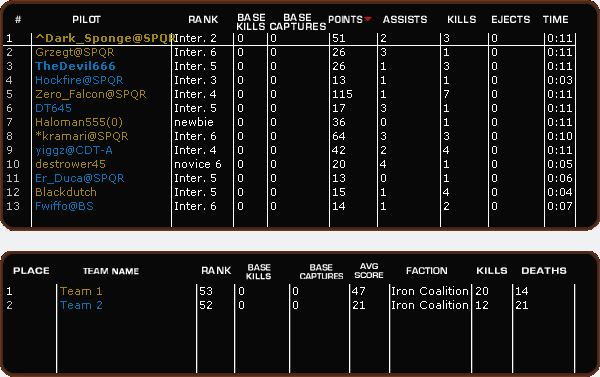 # PILOT RANK BASE KILLS BASE CAPTURES POINTS ASSISTS KILLS EJECTS TIME
1 ^Dark_Sponge@SPQR Inter. 2 0 0 51 2 3 0 0:11
2 Grzegt@SPQR Inter. 6 0 0 26 3 1 0 0:11
3 TheDevil666 Inter. 5 0 0 26 1 3 0 0:11
4 Hockfire@SPQR Inter. 3 0 0 13 1 1 0 0:03
5 Zero_Falcon@SPQR Inter. 4 0 0 115 1 7 0 0:11
6 DT645 Inter. 5 0 0 17 3 1 0 0:11
7 Haloman555(0) newbie 0 0 36 0 1 0 0:11
8 *kramari@SPQR Inter. 6 0 0 64 3 3 0 0:10
9 yiggz@CDT-A Inter. 4 0 0 42 2 4 0 0:11
10 destrower45 novice 6 0 0 20 4 1 0 0:05
11 Er_Duca@SPQR Inter. 5 0 0 13 0 1 0 0:06
12 Blackdutch Inter. 5 0 0 15 1 4 0 0:04
13 Fwiffo@BS Inter. 6 0 0 14 1 2 0 0:07
PLACE TEAM NAME RANK BASE KILLS BASE CAPTURES AVG SCORE FACTION KILLS DEATHS
1 Team 1 53 0 0 47 Iron Coalition 20 14
2 Team 2 52 0 0 21 Iron Coalition 12 21